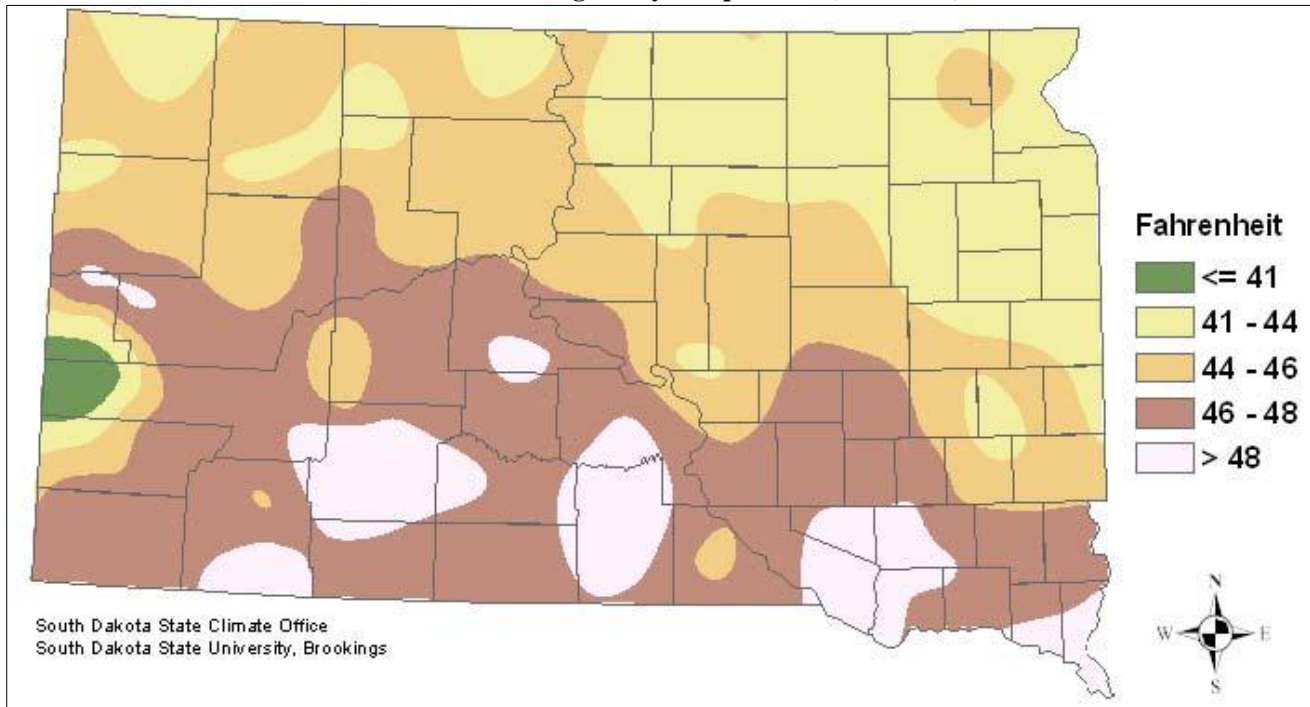 Fahrenheit
<= 41
41 - 44
44 - 46
46 - 48
> 48
N
W E
S
South Dakota State Climate Office
South Dakota State University, Brookings